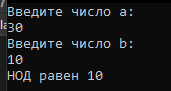 Введите число a:
30
Введите число b:
10
НОД равен 10